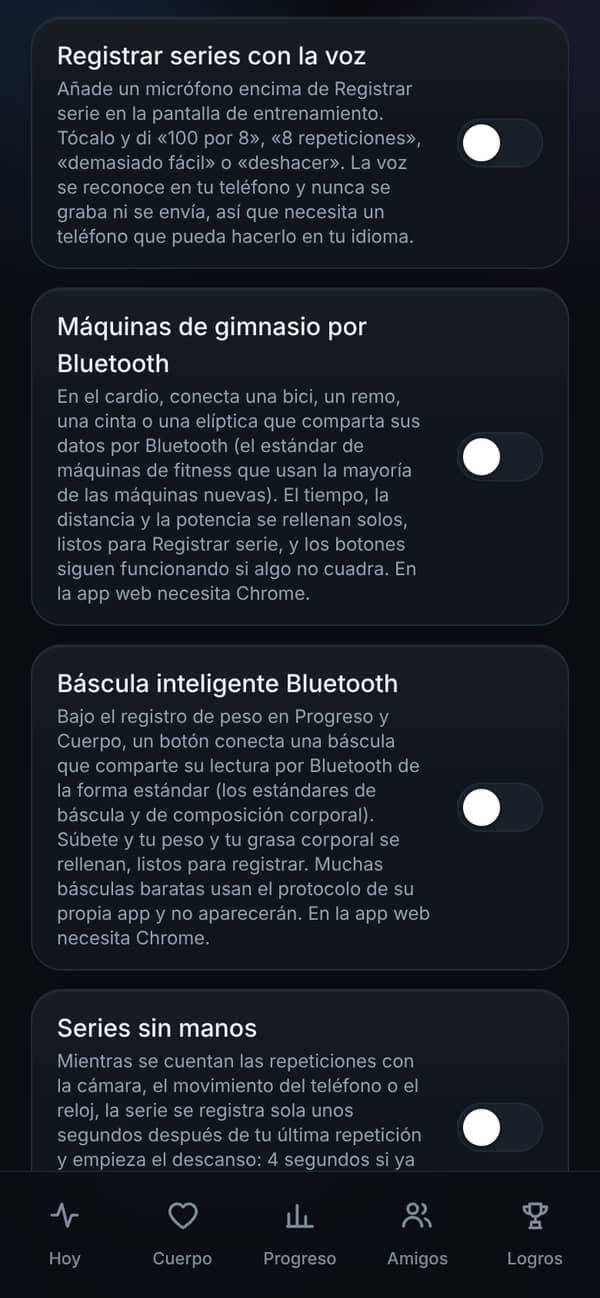 Registrar series con la voz
Añade un micrófono encima de Registrar
serie en la pantalla de entrenamiento.
Tócalo y di «100 por 8», «8 repeticiones»,
«demasiado fácil» o «deshacer». La voz
se reconoce en tu teléfono y nunca se
graba ni se envía, así que necesita un
teléfono que pueda hacerlo en tu idioma.
Máquinas de gimnasio por
Bluetooth
En el cardio, conecta una bici, un remo,
una cinta o una elíptica que comparta sus
datos por Bluetooth (el estándar de
máquinas de fitness que usan la mayoría
de las máquinas nuevas). El tiempo, la
distancia y la potencia se rellenan solos,
listos para Registrar serie, y los botones
siguen funcionando si algo no cuadra. En
la app web necesita Chrome.
Báscula inteligente Bluetooth
Bajo el registro de peso en Progreso y
Cuerpo, un botón conecta una báscula
que comparte su lectura por Bluetooth de
la forma estándar (los estándares de
báscula y de composición corporal).
Súbete y tu peso y tu grasa corporal se
rellenan, listos para registrar. Muchas
básculas baratas usan el protocolo de su
propia app y no aparecerán. En la app web
necesita Chrome.
Series sin manos
Mientras se cuentan las repeticiones con
la cámara, el movimiento del teléfono o el
reloj, la serie se registra sola unos
segundos después de tu última repetición
y empieza el descanso: 4 segundos si ya
Hoy
Cuerpo
Progreso
Amigos
Logros